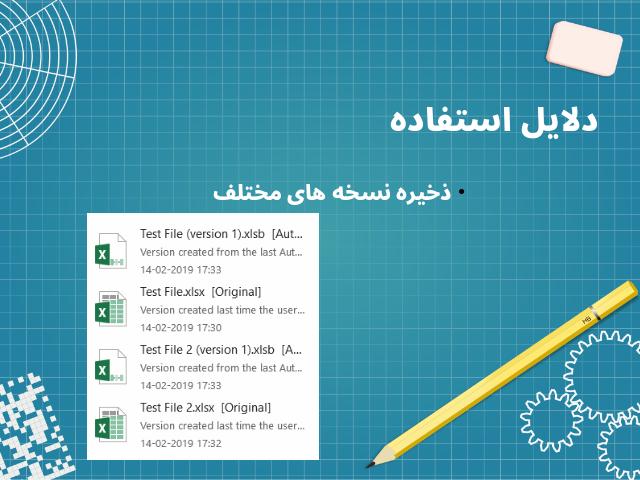 دلایل استفاده
• ذخیره نسخه های مختلف
Test File (version 1).xlsb [Aut...
Version created from the last Aut...
14-02-2019 17:33
Test File.xlsx [Original]
Version created last time the user...
14-02-2019 17:30
Test File 2 (version 1).xlsb [A...
Version created from the last Aut...
14-02-2019 17:33
Test File 2.xlsx [Original]
Version created last time the user...
14-02-2019 17:32
HB